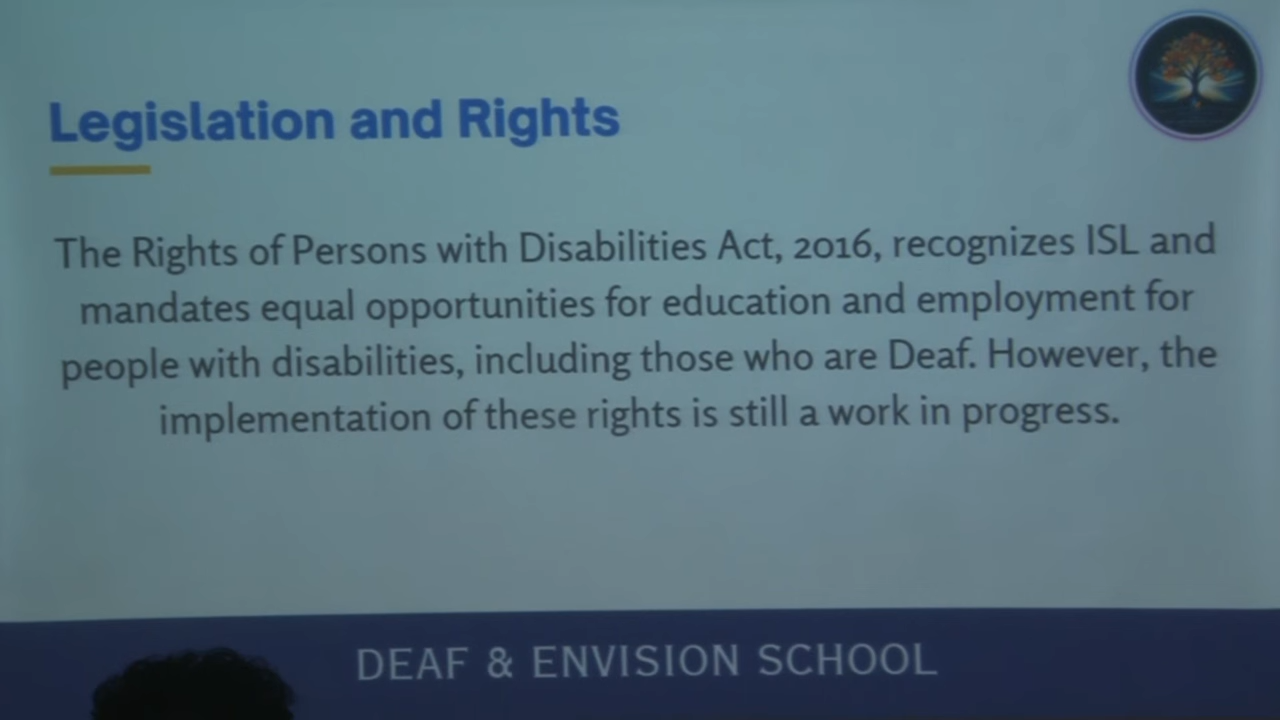 Legislation and Rights
The Rights of Persons with Disabilities Act, 2016, recognizes ISL and
mandates equal opportunities for education and employment for
people with disabilities, including those who are Deaf. However, the
implementation of these rights is still a work in progress.
DEAF & ENVISION SCHOOL